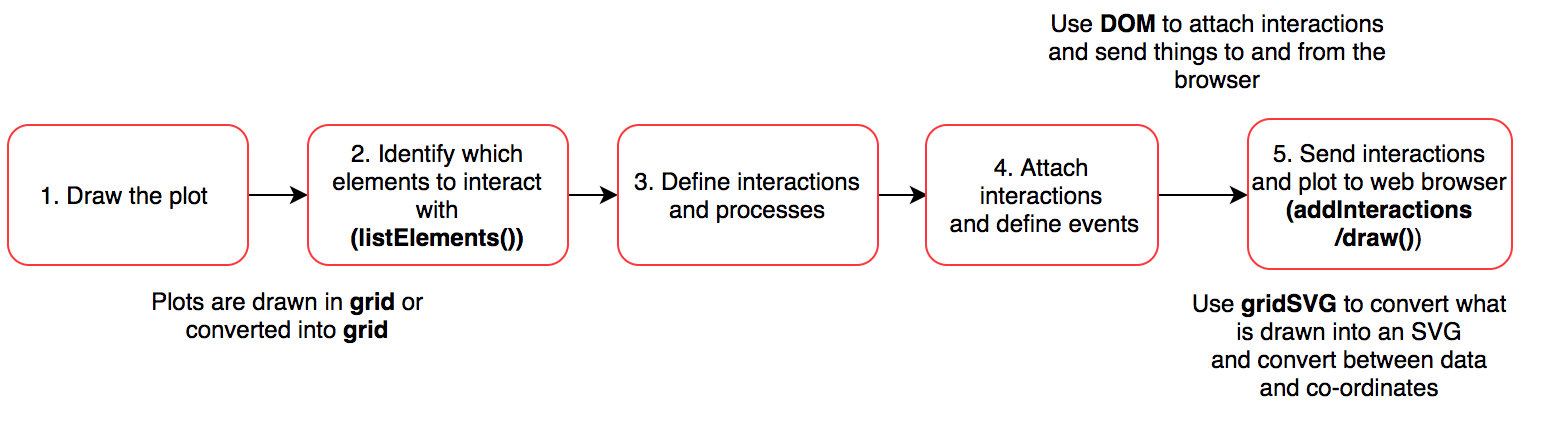 Use DOM to attach interactions
and send things to and from the
browser
1. Draw the plot
2. Identify which
elements to interact
with
(listElements())
3. Define interactions
and processes
4. Attach
interactions
and define events
5. Send interactions
and plot to web browser
(addInteractions
/draw())
Plots are drawn in grid or
converted into grid
Use gridSVG to convert what
is drawn into an SVG
and convert between data
and co-ordinates